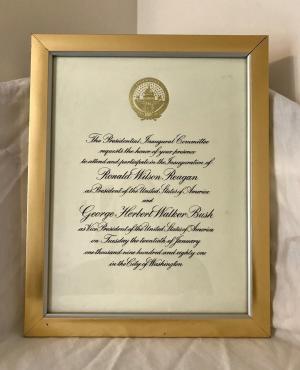 The Presidential Inaugural Committee
requests the honor of your presence
to attend and participate in the Inauguration of
Ronald Wilson Reagan
as President of the United States of America
and
George Herbert Walker Bush
as Vice President of the United States of America
on Tuesday the twentieth of January
one thousand nine hundred and eighty one
in the City of Washington